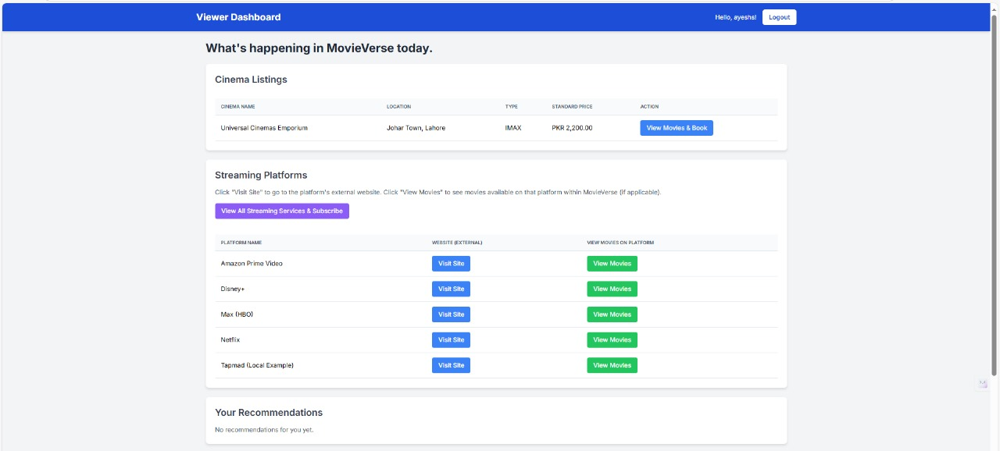 Viewer Dashboard
Hello, ayeshs! Logout
What's happening in MovieVerse today.
Cinema Listings
CINEMA NAME LOCATION TYPE STANDARD PRICE ACTION
Universal Cinemas Emporium Johar Town, Lahore IMAX PKR 2,200.00 View Movies & Book
Streaming Platforms
Click "Visit Site" to go to the platform's external website. Click "View Movies" to see movies available on that platform within MovieVerse (if applicable).
View All Streaming Services & Subscribe
PLATFORM NAME WEBSITE (EXTERNAL) VIEW MOVIES ON PLATFORM
Amazon Prime Video Visit Site View Movies
Disney+ Visit Site View Movies
Max (HBO) Visit Site View Movies
Netflix Visit Site View Movies
Tapmad (Local Example) Visit Site View Movies
Your Recommendations
No recommendations for you yet.